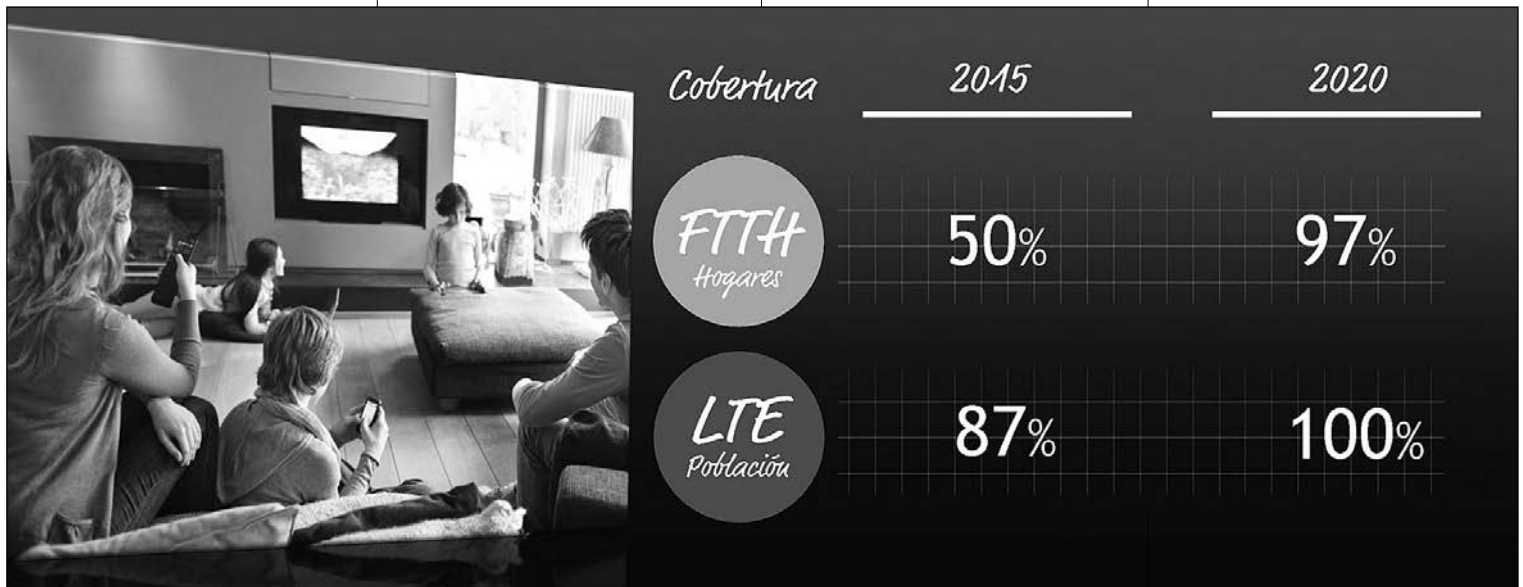 Cobertura 2015 2020
FTTH
Hogares
50% 97%
LTE
Población
87% 100%